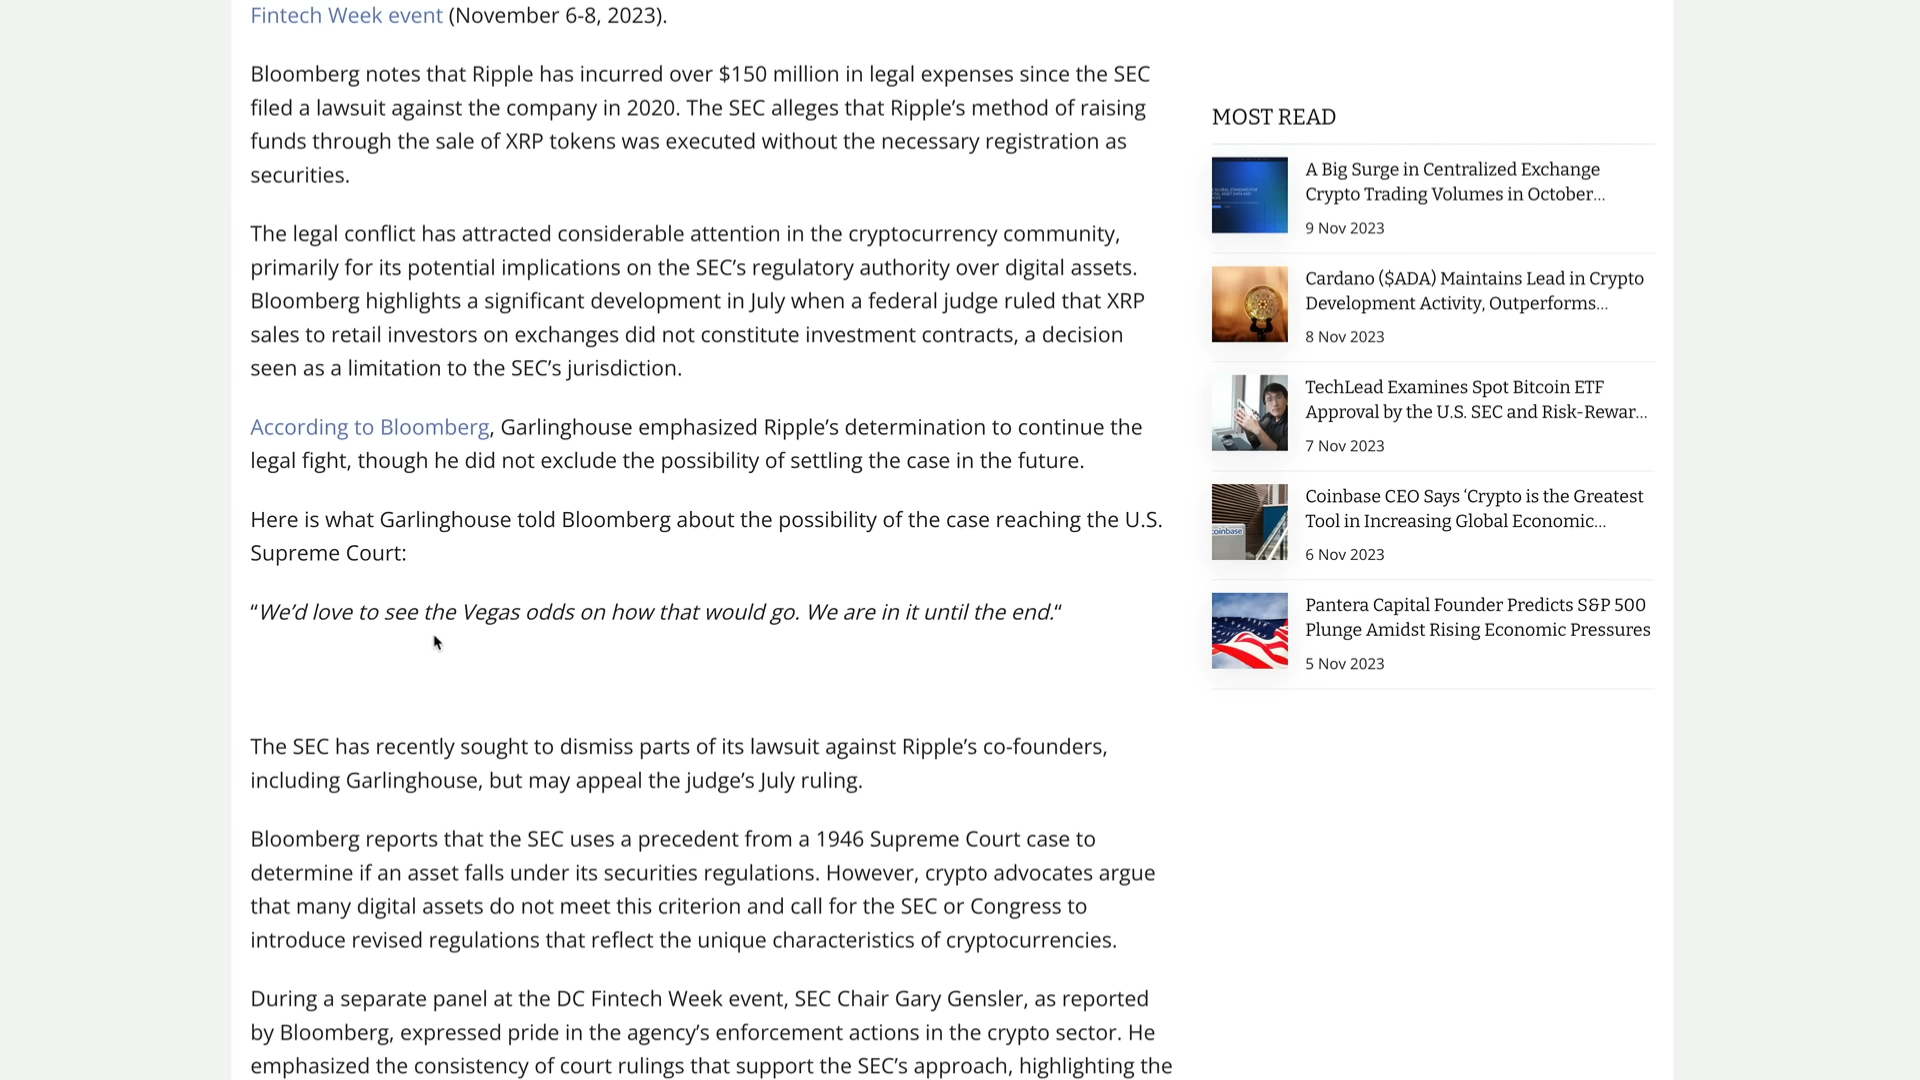 Fintech Week event (November 6-8, 2023).
Bloomberg notes that Ripple has incurred over $150 million in legal expenses since the SEC
filed a lawsuit against the company in 2020. The SEC alleges that Ripple’s method of raising
funds through the sale of XRP tokens was executed without the necessary registration as
securities.
The legal conflict has attracted considerable attention in the cryptocurrency community,
primarily for its potential implications on the SEC’s regulatory authority over digital assets.
Bloomberg highlights a significant development in July when a federal judge ruled that XRP
sales to retail investors on exchanges did not constitute investment contracts, a decision
seen as a limitation to the SEC’s jurisdiction.
According to Bloomberg, Garlinghouse emphasized Ripple’s determination to continue the
legal fight, though he did not exclude the possibility of settling the case in the future.
Here is what Garlinghouse told Bloomberg about the possibility of the case reaching the U.S.
Supreme Court:
“We’d love to see the Vegas odds on how that would go. We are in it until the end.“
The SEC has recently sought to dismiss parts of its lawsuit against Ripple’s co-founders,
including Garlinghouse, but may appeal the judge’s July ruling.
Bloomberg reports that the SEC uses a precedent from a 1946 Supreme Court case to
determine if an asset falls under its securities regulations. However, crypto advocates argue
that many digital assets do not meet this criterion and call for the SEC or Congress to
introduce revised regulations that reflect the unique characteristics of cryptocurrencies.
During a separate panel at the DC Fintech Week event, SEC Chair Gary Gensler, as reported
by Bloomberg, expressed pride in the agency’s enforcement actions in the crypto sector. He
emphasized the consistency of court rulings that support the SEC’s approach, highlighting the
MOST READ
A Big Surge in Centralized Exchange
Crypto Trading Volumes in October...
9 Nov 2023
Cardano ($ADA) Maintains Lead in Crypto
Development Activity, Outperforms...
8 Nov 2023
TechLead Examines Spot Bitcoin ETF
Approval by the U.S. SEC and Risk-Rewar...
7 Nov 2023
coinbase
Coinbase CEO Says ‘Crypto is the Greatest
Tool in Increasing Global Economic...
6 Nov 2023
Pantera Capital Founder Predicts S&P 500
Plunge Amidst Rising Economic Pressures
5 Nov 2023